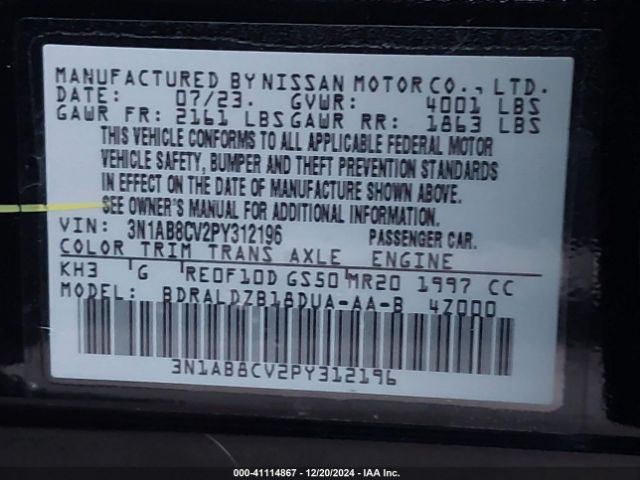 MANUFACTURED BY NISSAN MOTOR CO., LTD.
DATE: 07/23. GVWR: 4001 LBS
GAWR FR: 2161 LBS GAWR RR: 1863 LBS
THIS VEHICLE CONFORMS TO ALL APPLICABLE FEDERAL MOTOR
VEHICLE SAFETY, BUMPER AND THEFT PREVENTION STANDARDS
IN EFFECT ON THE DATE OF MANUFACTURE SHOWN ABOVE.
SEE OWNER'S MANUAL FOR ADDITIONAL INFORMATION.
VIN: 3N1AB8CV2PY312196 PASSENGER CAR.
COLOR TRIM TRANS AXLE ENGINE
KH3 G RE0F10D GS50 MR20 1997 CC
MODEL: BDRALDZB18DUA-AA-B 4Z000
3N1AB8CV2PY312196
000-41114867 - 12/20/2024 - IAA Inc.